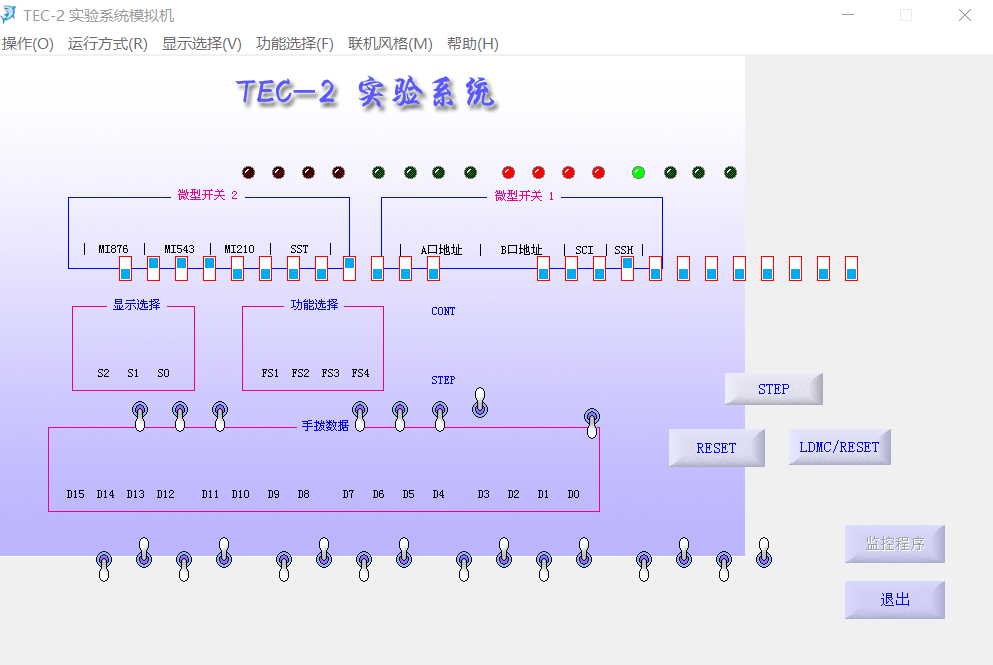 TEC-2 实验系统模拟机
操作(O) 运行方式(R) 显示选择(V) 功能选择(F) 联机风格(M) 帮助(H)
TEC-2 实验系统
微型开关 2
微型开关 1
MI876 MI543 MI210 SST
A口地址 B口地址 SCI SSH
显示选择
功能选择
CONT
S2 S1 S0
FS1 FS2 FS3 FS4
STEP
STEP
手拨数据
RESET
LDMC/RESET
D15 D14 D13 D12 D11 D10 D9 D8 D7 D6 D5 D4 D3 D2 D1 D0
监控程序
退出